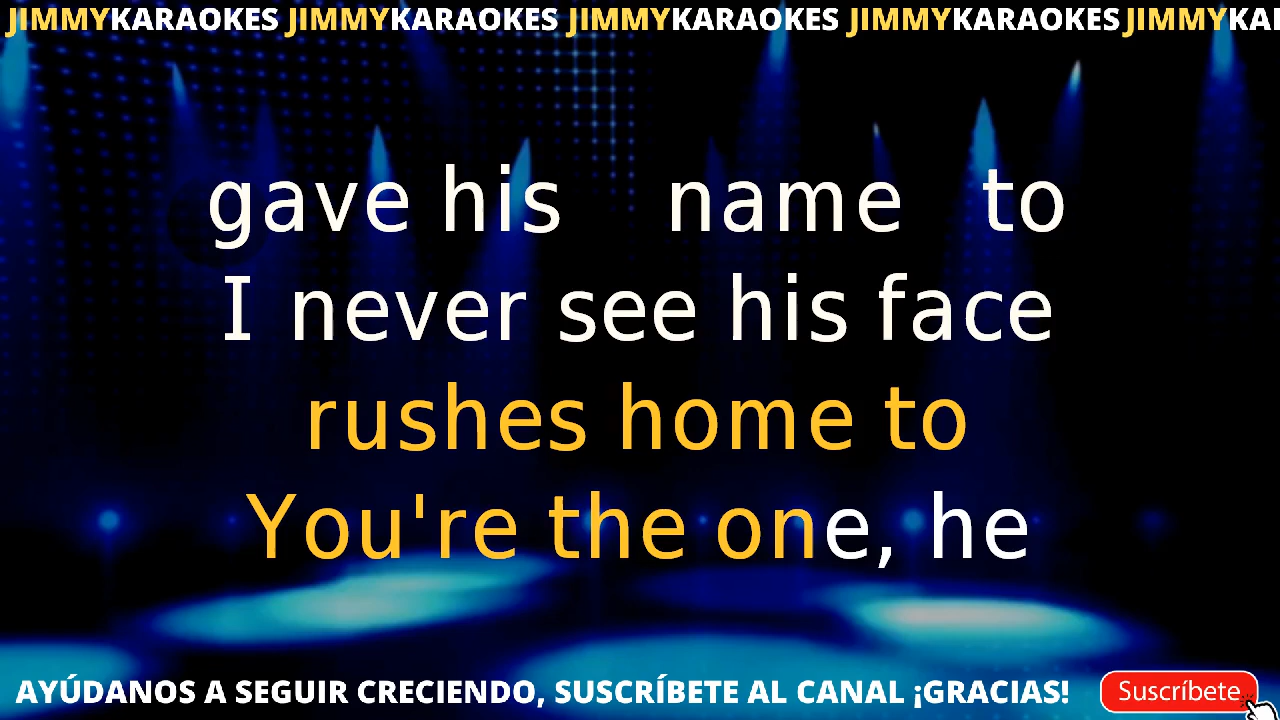 JIMMYKARAOKES JIMMYKARAOKES JIMMYKARAOKES JIMMYKARAOKES JIMMYKA
gave his name to
I never see his face
rushes home to
You're the one, he
AYÚDANOS A SEGUIR CRECIENDO, SUSCRÍBETE AL CANAL ¡GRACIAS! Suscríbete